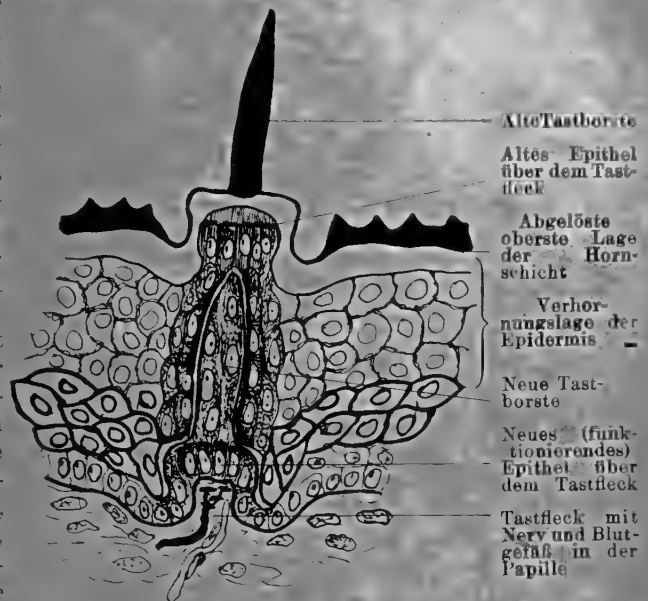 Alte Tastborste
Altes Epithel
über dem Tast-
fleck
Abgelöste
oberste Lage
der Horn-
schicht
Verhor-
nungslage der
Epidermis
Neue Tast-
borste
Neues (funk-
tionierendes)
Epithel über
dem Tastfleck
Tastfleck mit
Nerv und Blut-
gefäß in der
Papille